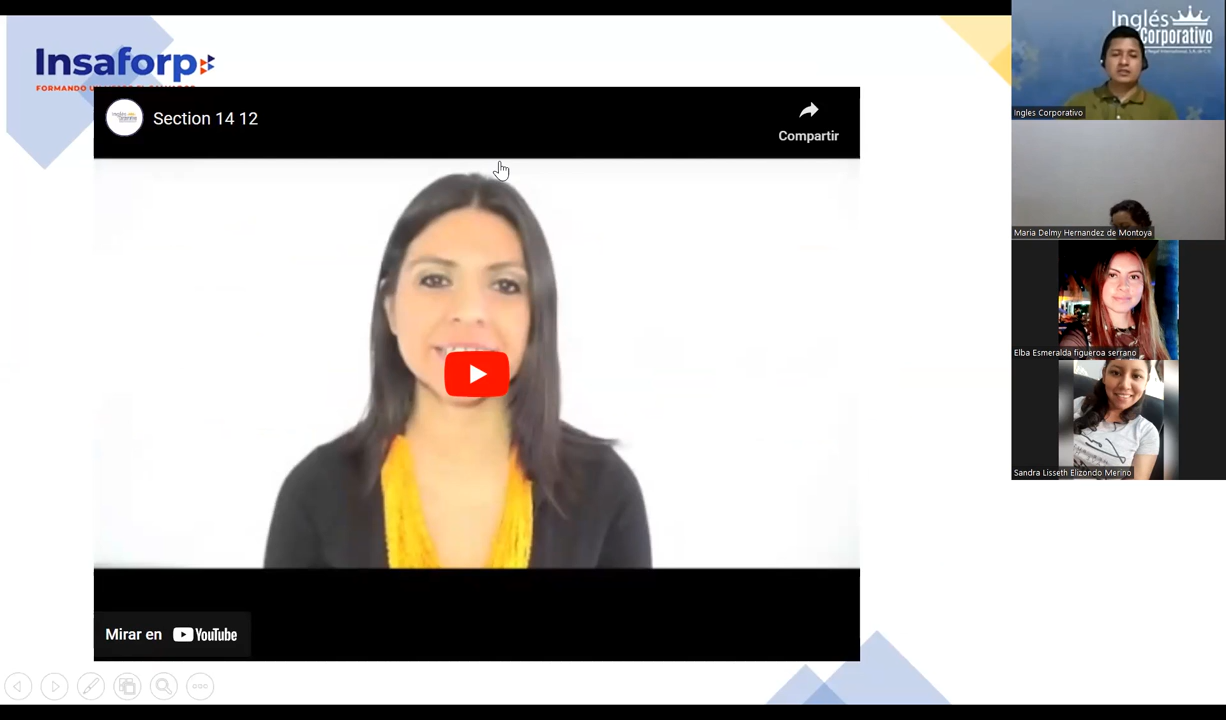 Insaforp
Section 14 12
Compartir
Mirar en YouTube
Inglés
Corporativo
Ingles Corporativo
Maria Delmy Hernandez de Montoya
Elba Esmeralda figueroa serrano
Sandra Lisseth Elizondo Merino